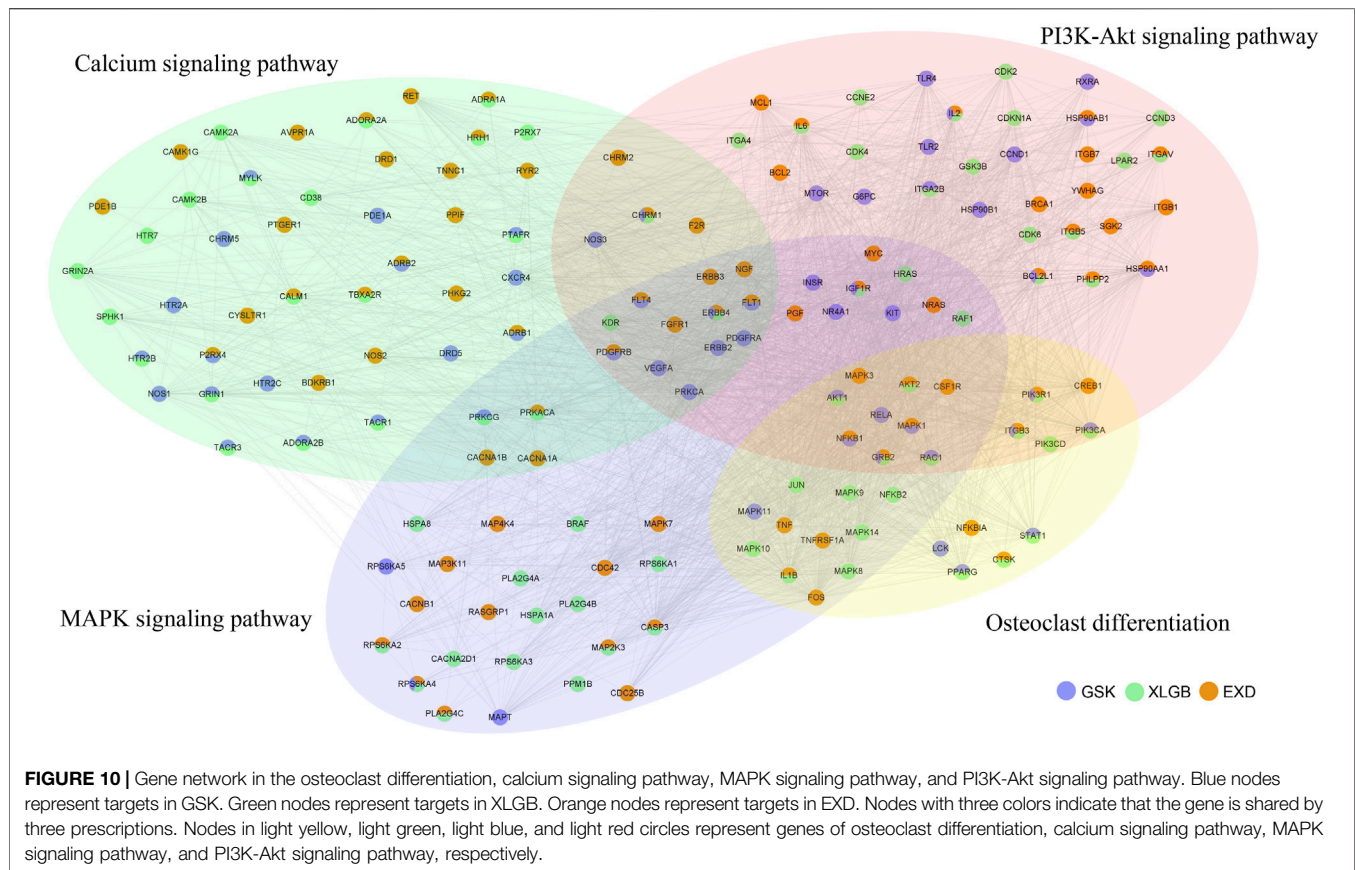 PI3K-Akt signaling pathway
Calcium signaling pathway
TLR4
CDK2
RXRA
RET
ADRA1A
MCL1
CCNE2
IL2
HSP90AB1
CCND3
CAMK2A
AVPR1A
ADORA2A
HRH1
P2RX7
IL6
CDKN1A
ITGA4
CDK4
TLR2
CCND1
ITGB7
ITGAV
LPAR2
CAMK1G
DRD1
TNNC1
RYR2
CHRM2
BCL2
GSK3B
MYLK
MTOR
G6PC
ITGA2B
YWHAG
CAMK2B
CD38
HSP90B1
BRCA1
ITGB1
PDE1B
PTGER1
PDE1A
PPIF
CHRM1
F2R
SGK2
HTR7
CHRM5
PTAFR
NOS3
CDK6
ITGB5
GRIN2A
ADRB2
CXCR4
ERBB3
NGF
MYC
HRAS
BCL2L1
PHLPP2
HSP90AA1
INSR
IGF1R
HTR2A
CALM1
TBXA2R
PHKG2
FLT4
FLT1
SPHK1
CYSLTR1
KDR
FGFR1
ERBB4
PGF
NR4A1
KIT
NRAS
RAF1
ADRB1
PDGFRA
HTR2B
P2RX4
NOS2
DRD5
PDGFRB
ERBB2
VEGFA
NOS1
GRIN1
HTR2C
BDKRB1
PRKCA
MAPK3
AKT2
CSF1R
PIK3R1
CREB1
AKT1
TACR1
PRKCG
PRKACA
RELA
MAPK1
ITGB3
PIK3CA
TACR3
ADORA2B
NFKB1
PIK3CD
CACNA1B
CACNA1A
GRB2
RAC1
JUN
MAPK9
NFKB2
HSPA8
MAP4K4
BRAF
MAPK7
MAPK11
TNF
TNFRSF1A
MAPK14
NFKBIA
STAT1
MAPK10
LCK
CTSK
RPS6KA5
MAP3K11
CDC42
RPS6KA1
PLA2G4A
IL1B
MAPK8
PPARG
CACNB1
RASGRP1
HSPA1A
PLA2G4B
FOS
MAPK signaling pathway
CASP3
Osteoclast differentiation
RPS6KA2
CACNA2D1
RPS6KA3
MAP2K3
RPS6KA4
PPM1B
CDC25B
PLA2G4C
MAPT
GSK XLGB EXD
FIGURE 10 | Gene network in the osteoclast differentiation, calcium signaling pathway, MAPK signaling pathway, and PI3K-Akt signaling pathway. Blue nodes
represent targets in GSK. Green nodes represent targets in XLGB. Orange nodes represent targets in EXD. Nodes with three colors indicate that the gene is shared by
three prescriptions. Nodes in light yellow, light green, light blue, and light red circles represent genes of osteoclast differentiation, calcium signaling pathway, MAPK
signaling pathway, and PI3K-Akt signaling pathway, respectively.